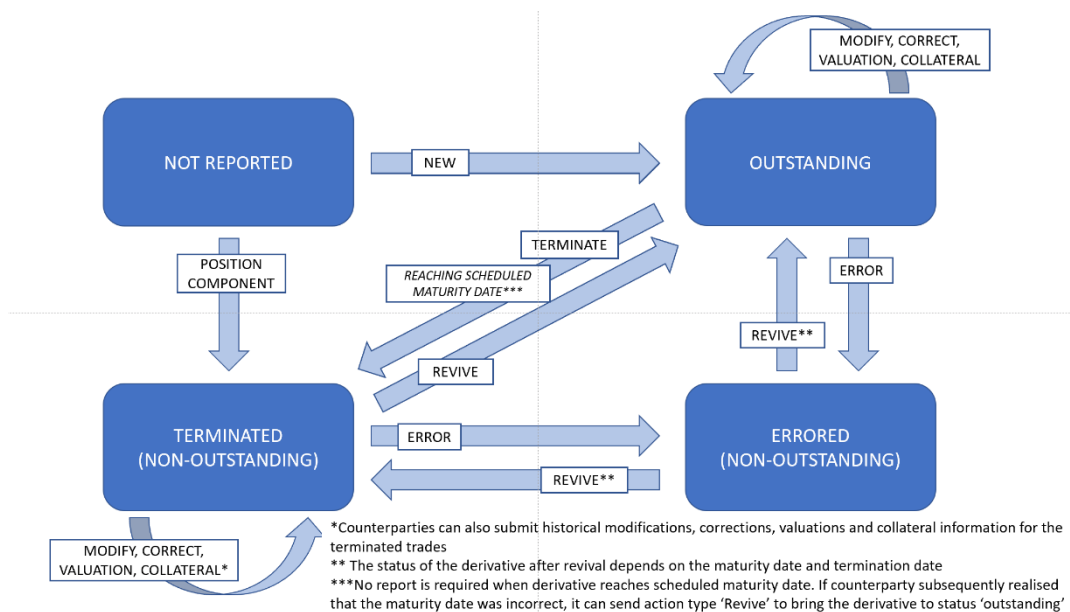 MODIFY, CORRECT,
VALUATION, COLLATERAL
NOT REPORTED
NEW
OUTSTANDING
POSITION
COMPONENT
TERMINATE
REACHING SCHEDULED
MATURITY DATE***
ERROR
REVIVE**
REVIVE
TERMINATED
(NON-OUTSTANDING)
ERROR
REVIVE**
ERRORED
(NON-OUTSTANDING)
MODIFY, CORRECT,
VALUATION, COLLATERAL*
*Counterparties can also submit historical modifications, corrections, valuations and collateral information for the
terminated trades
** The status of the derivative after revival depends on the maturity date and termination date
***No report is required when derivative reaches scheduled maturity date. If counterparty subsequently realised
that the maturity date was incorrect, it can send action type ‘Revive’ to bring the derivative to status ‘outstanding’